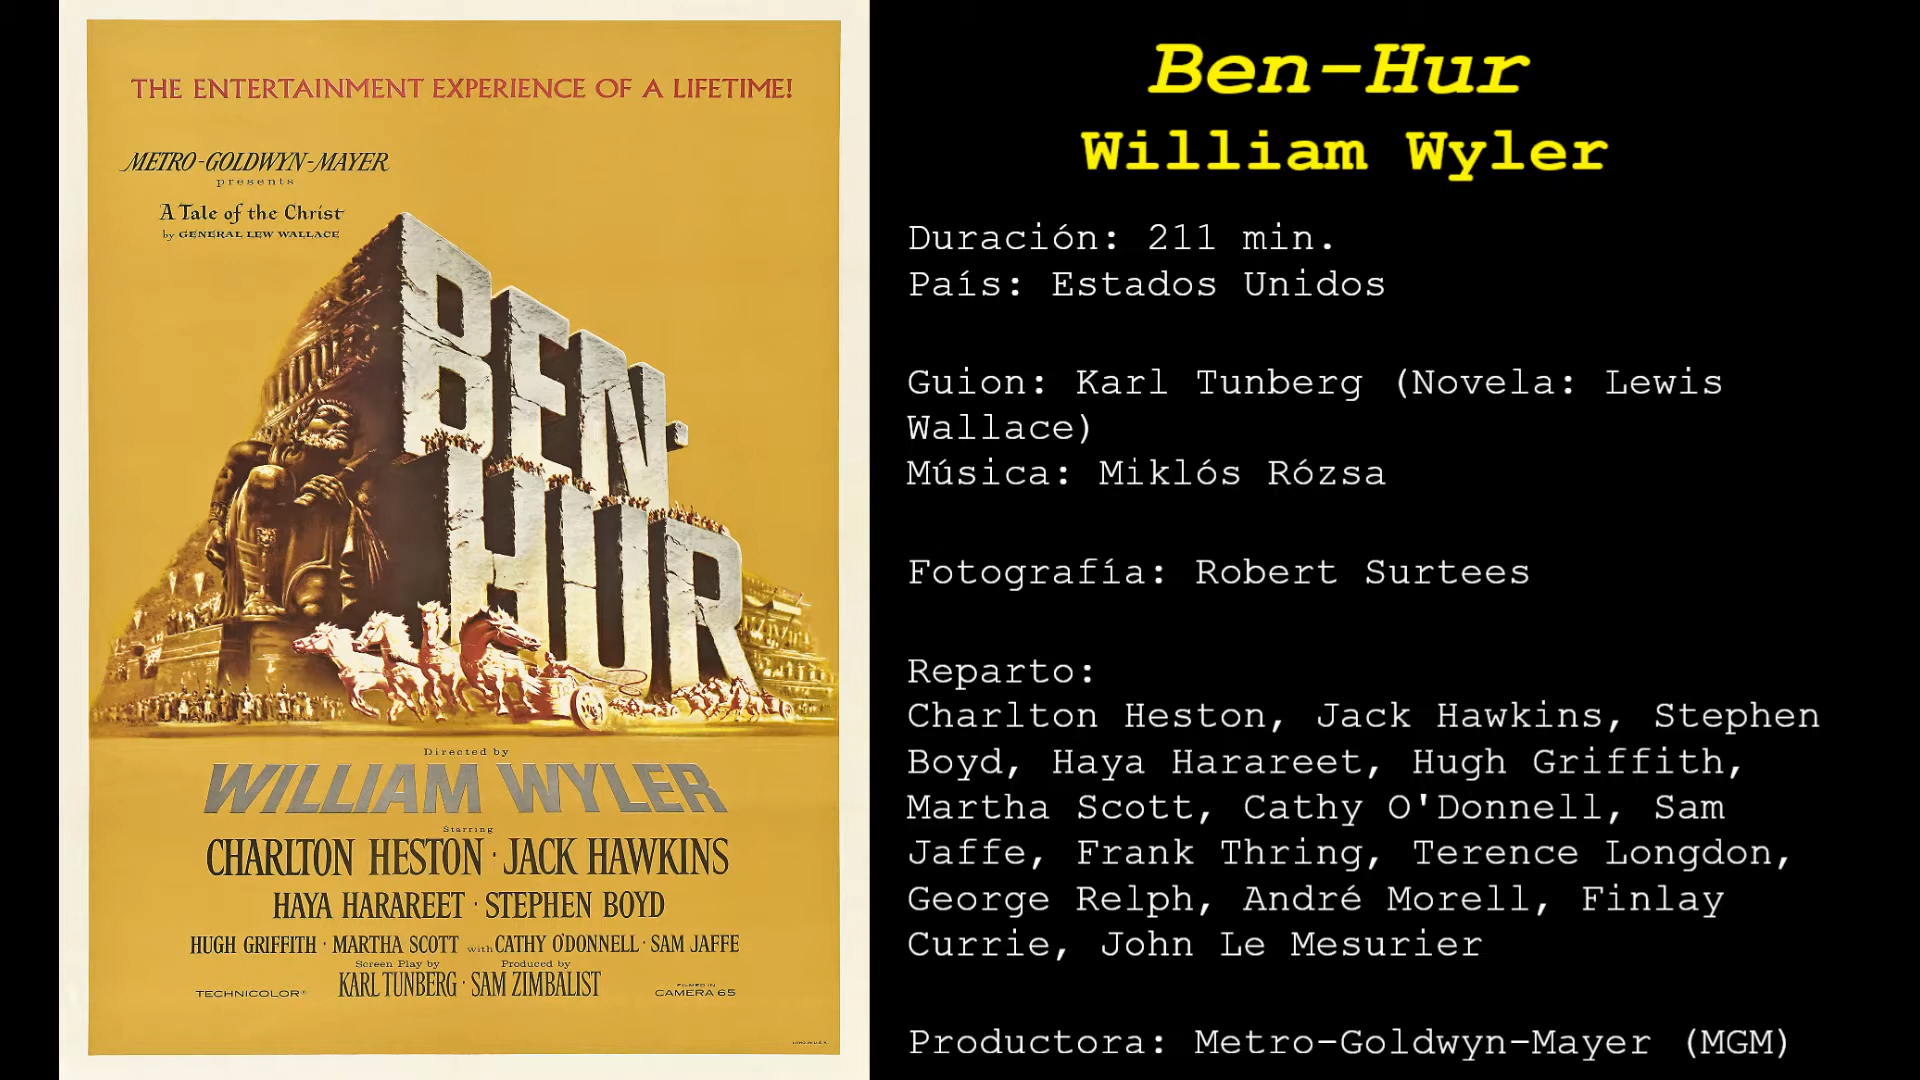 THE ENTERTAINMENT EXPERIENCE OF A LIFETIME!
METRO-GOLDWYN-MAYER
presents
A Tale of the Christ
by GENERAL LEW WALLACE
BEN-
HUR
Directed by
WILLIAM WYLER
Starring
CHARLTON HESTON · JACK HAWKINS
HAYA HARAREET · STEPHEN BOYD
HUGH GRIFFITH · MARTHA SCOTT with CATHY O'DONNELL · SAM JAFFE
Screen Play by Produced by
KARL TUNBERG · SAM ZIMBALIST
TECHNICOLOR®
FILMED IN
CAMERA 65
Ben-Hur
William Wyler
Duración: 211 min.
País: Estados Unidos
Guion: Karl Tunberg (Novela: Lewis
Wallace)
Música: Miklós Rózsa
Fotografía: Robert Surtees
Reparto:
Charlton Heston, Jack Hawkins, Stephen
Boyd, Haya Harareet, Hugh Griffith,
Martha Scott, Cathy O'Donnell, Sam
Jaffe, Frank Thring, Terence Longdon,
George Relph, André Morell, Finlay
Currie, John Le Mesurier
Productora: Metro-Goldwyn-Mayer (MGM)